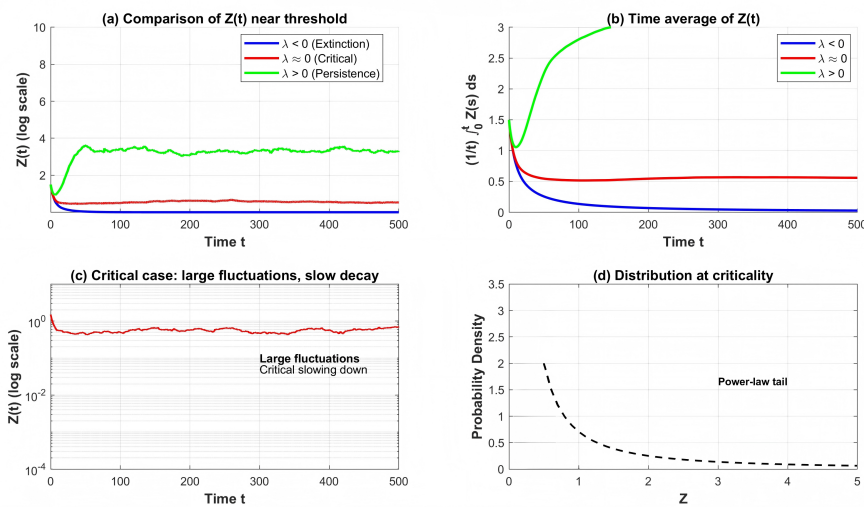 (a) Comparison of Z(t) near threshold
10
8
6
4
2
0
100
200
300
400
500
Z(t) (log scale)
Time t
λ < 0 (Extinction)
λ ≈ 0 (Critical)
λ > 0 (Persistence)
(b) Time average of Z(t)
3
2.5
2
1.5
1
0.5
0
0
100
200
300
400
500
(1/t) ∫₀ᵗ Z(s) ds
Time t
λ < 0
λ ≈ 0
λ > 0
(c) Critical case: large fluctuations, slow decay
10⁰
10⁻²
10⁻⁴
0
100
200
300
400
500
Z(t) (log scale)
Time t
Large fluctuations
Critical slowing down
(d) Distribution at criticality
3.5
3
2.5
2
1.5
1
0.5
0
0
1
2
3
4
5
Probability Density
Z
Power-law tail